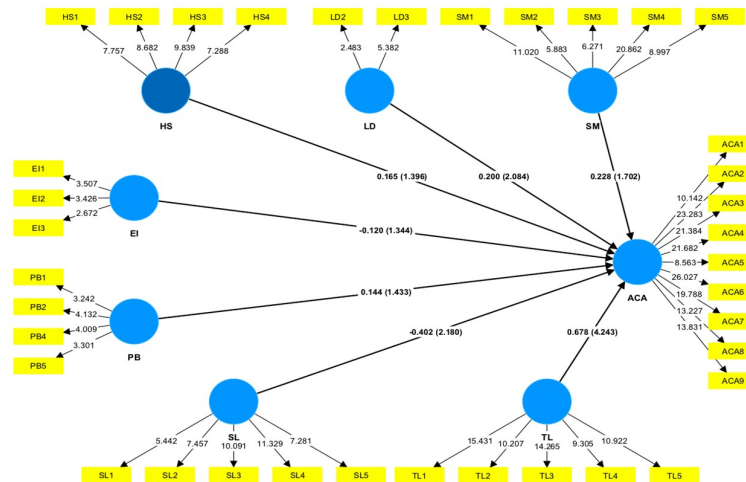 HS1 HS2 HS3 HS4 LD2 LD3 SM1 SM2 SM3 SM4 SM5
7.757 8.682 9.839 7.288 2.483 5.382 11.020 5.883 6.271 20.862 8.997
HS LD SM
EI1
EI2
EI3
3.507
3.426
2.672
EI
PB1
PB2
PB4
PB5
3.242
4.132
4.009
3.301
PB
0.165 (1.396)
0.200 (2.084)
0.228 (1.702)
-0.120 (1.344)
0.144 (1.433)
-0.402 (2.180)
0.678 (4.243)
ACA
10.142
23.283
21.384
21.682
8.563
26.027
19.788
13.227
13.831
ACA1
ACA2
ACA3
ACA4
ACA5
ACA6
ACA7
ACA8
ACA9
SL TL
5.442 7.457 10.091 11.329 7.281 15.431 10.207 14.265 9.305 10.922
SL1 SL2 SL3 SL4 SL5 TL1 TL2 TL3 TL4 TL5